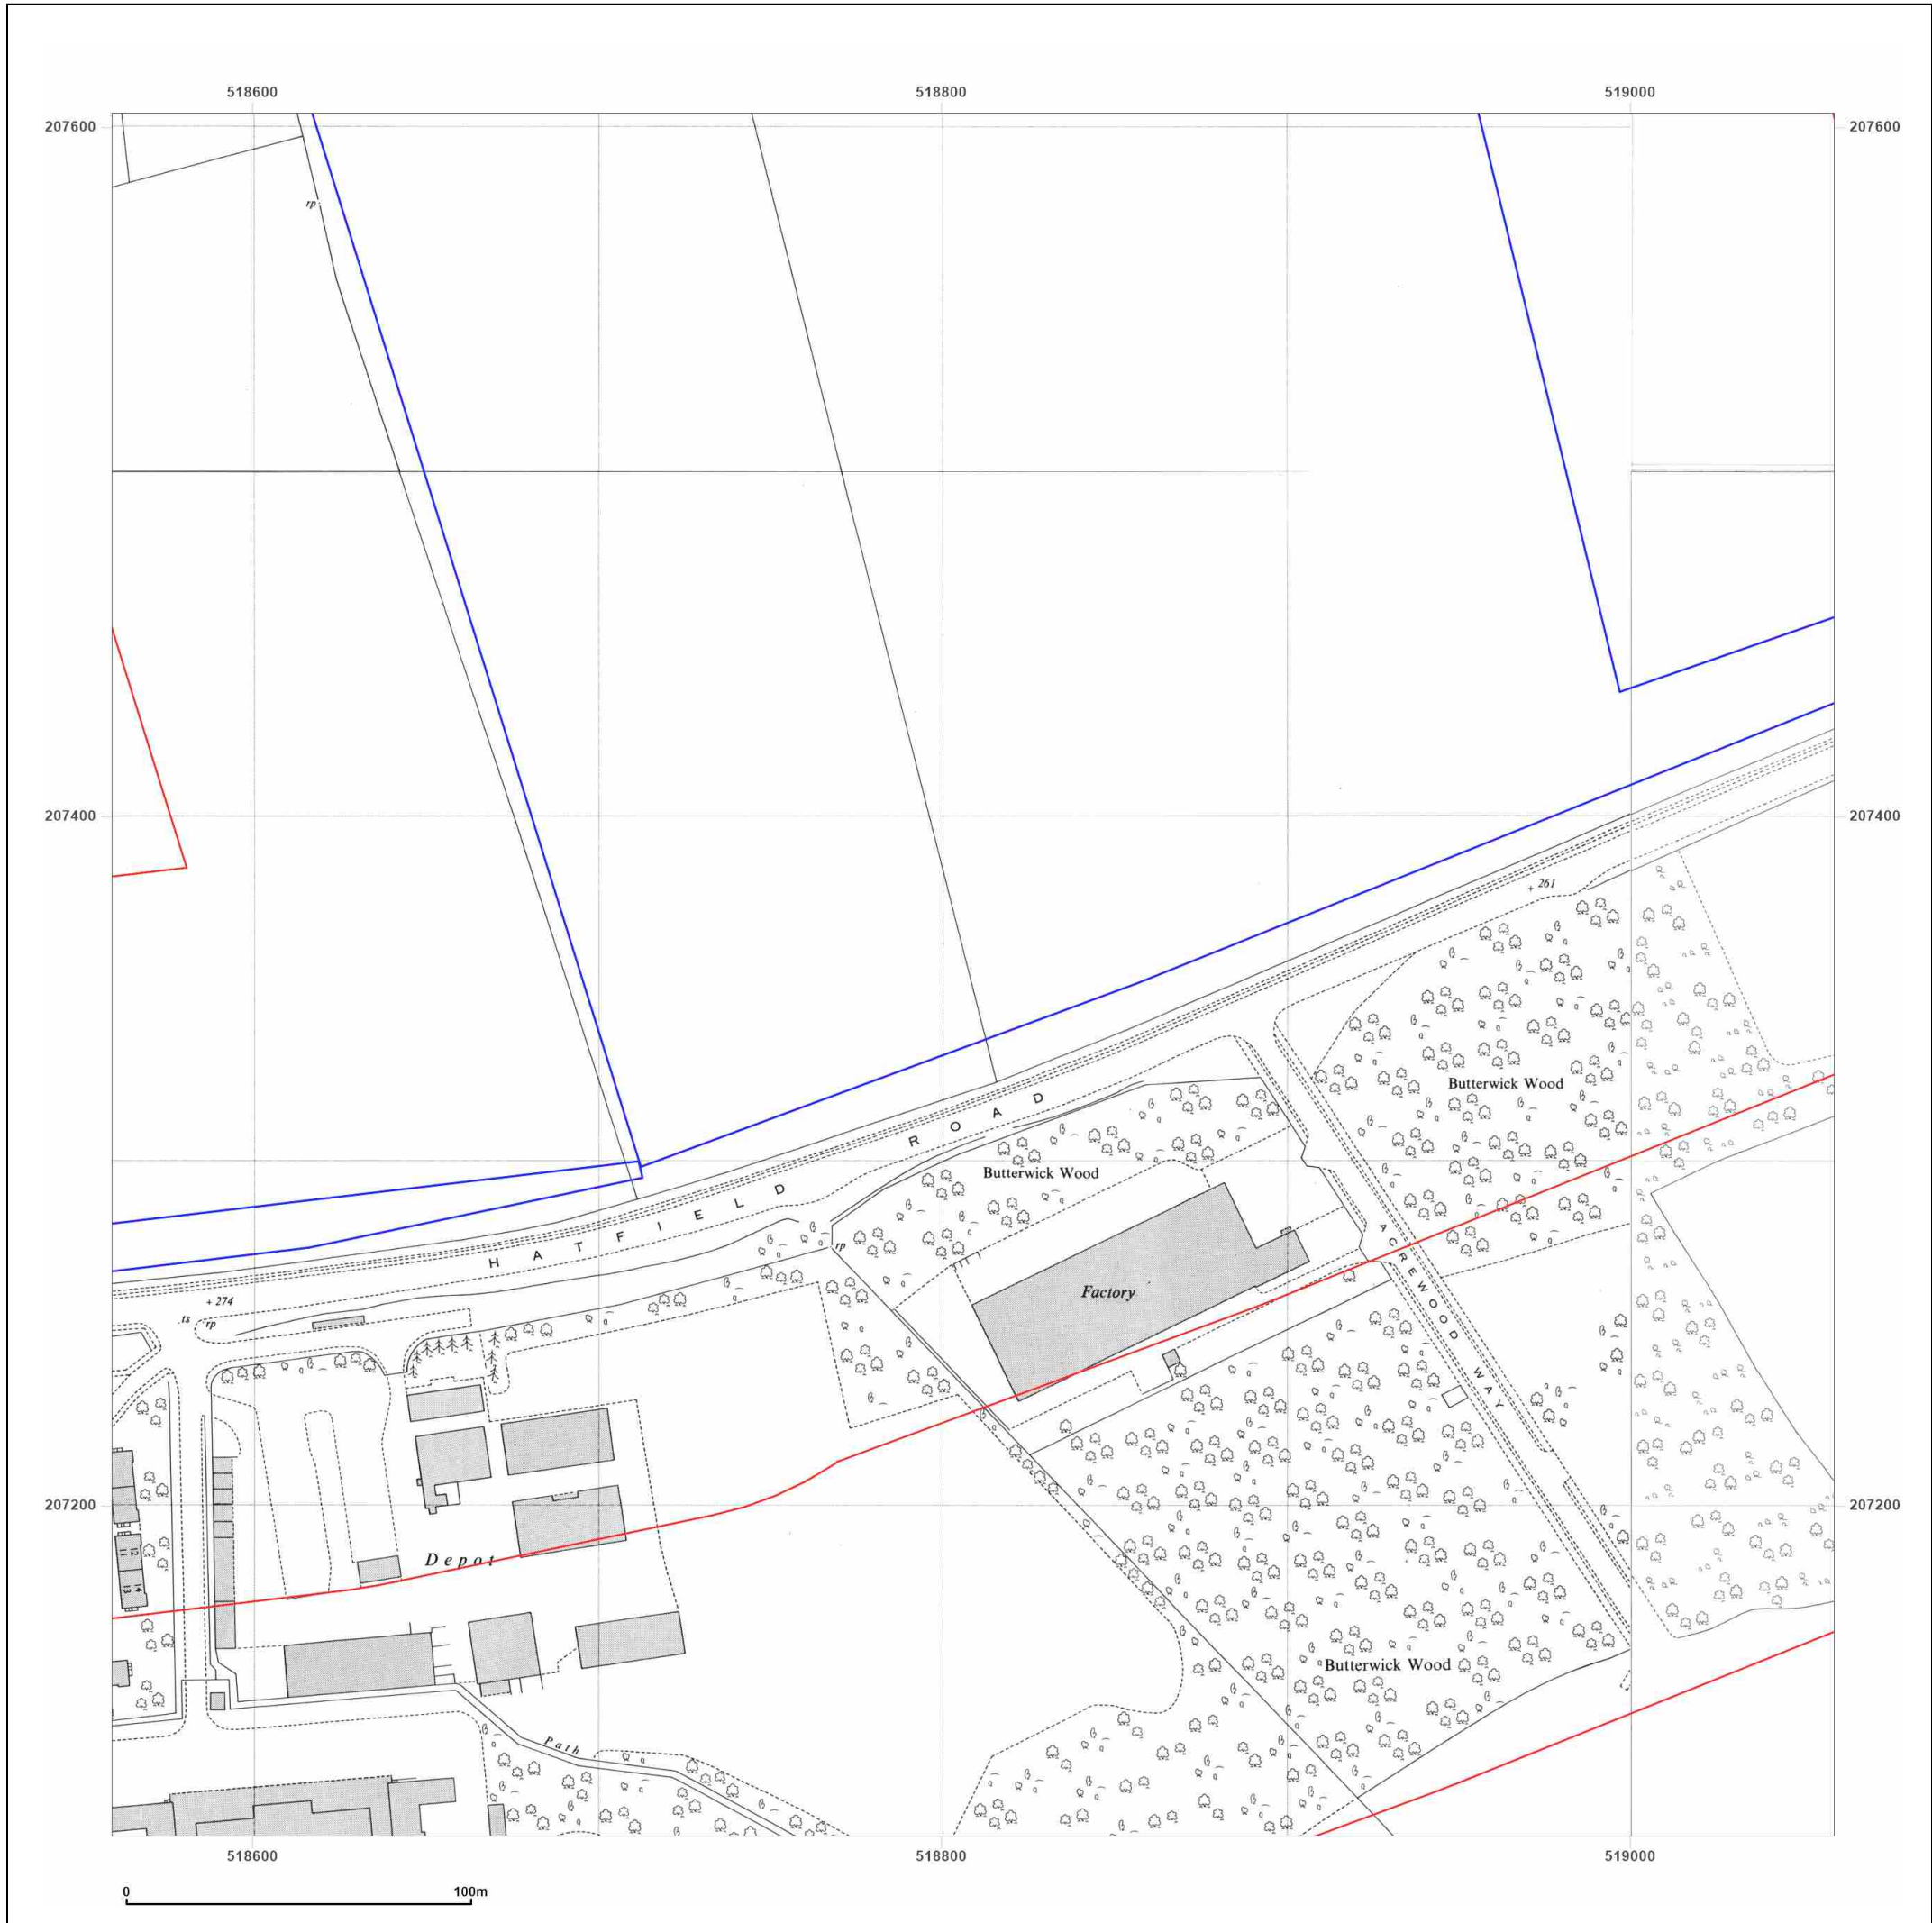 518600
518800
519000
207600
207600
rp
207400
207400
+ 261
Butterwick Wood
HATFIELD ROAD
Butterwick Wood
rp
ACREWOOD WAY
Factory
+ 274
ts
rp
207200
207200
12
11
14
13
Depot
Butterwick Wood
Path
518600
518800
519000
0
100m